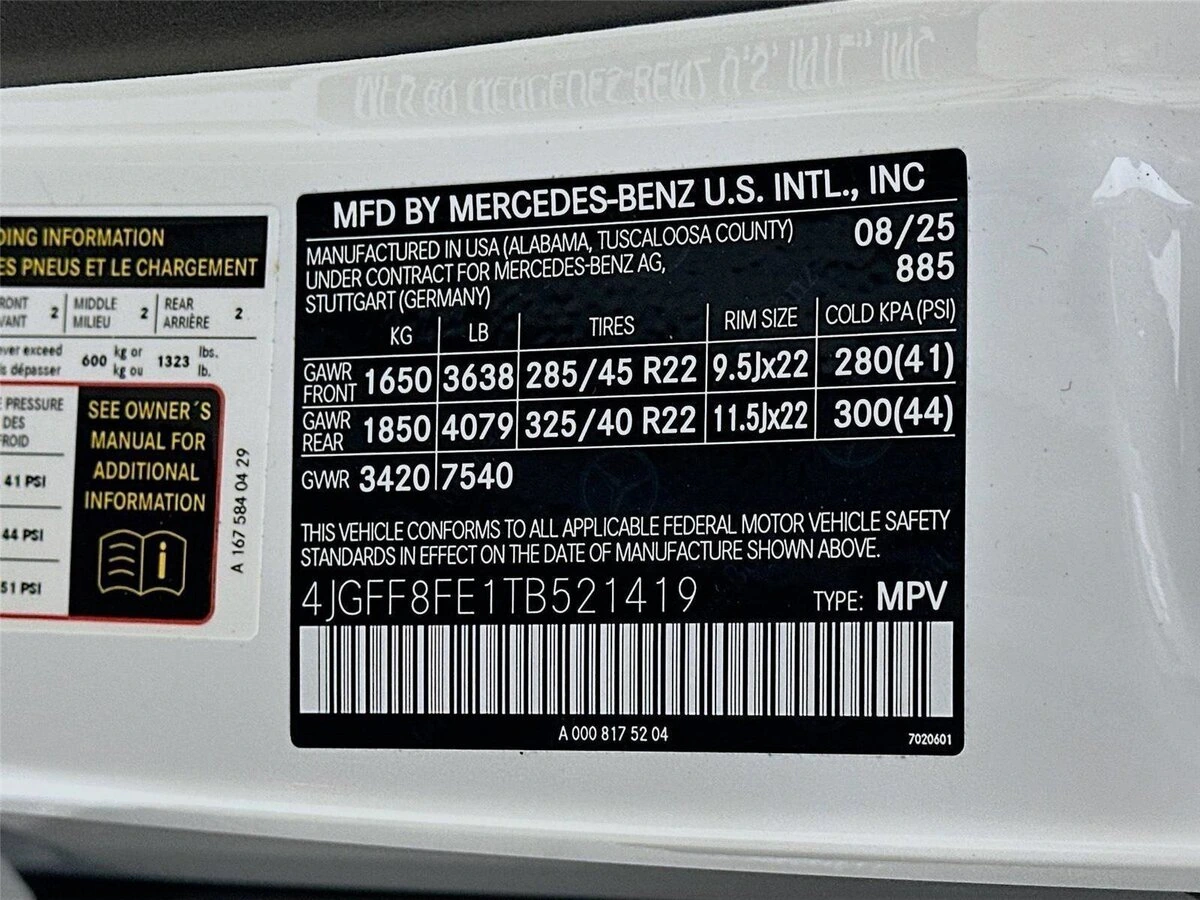 DING INFORMATION
ES PNEUS ET LE CHARGEMENT
RONT
VANT
2
MIDDLE
MILIEU
2
REAR
ARRIÈRE
2
ever exceed
is dépasser
600
kg or
kg ou
1323
lbs.
lb.
E PRESSURE
DES
FROID
41 PSI
44 PSI
51 PSI
SEE OWNER´S
MANUAL FOR
ADDITIONAL
INFORMATION
i
A 167 584 04 29
MFD BY MERCEDES-BENZ U.S. INTL., INC
MANUFACTURED IN USA (ALABAMA, TUSCALOOSA COUNTY) 08/25
UNDER CONTRACT FOR MERCEDES-BENZ AG, 885
STUTTGART (GERMANY)
KG LB TIRES RIM SIZE COLD KPA (PSI)
GAWR FRONT 1650 3638 285/45 R22 9.5Jx22 280(41)
GAWR REAR 1850 4079 325/40 R22 11.5Jx22 300(44)
GVWR 3420 7540
THIS VEHICLE CONFORMS TO ALL APPLICABLE FEDERAL MOTOR VEHICLE SAFETY
STANDARDS IN EFFECT ON THE DATE OF MANUFACTURE SHOWN ABOVE.
4JGFF8FE1TB521419 TYPE: MPV
A 000 817 52 04
7020601